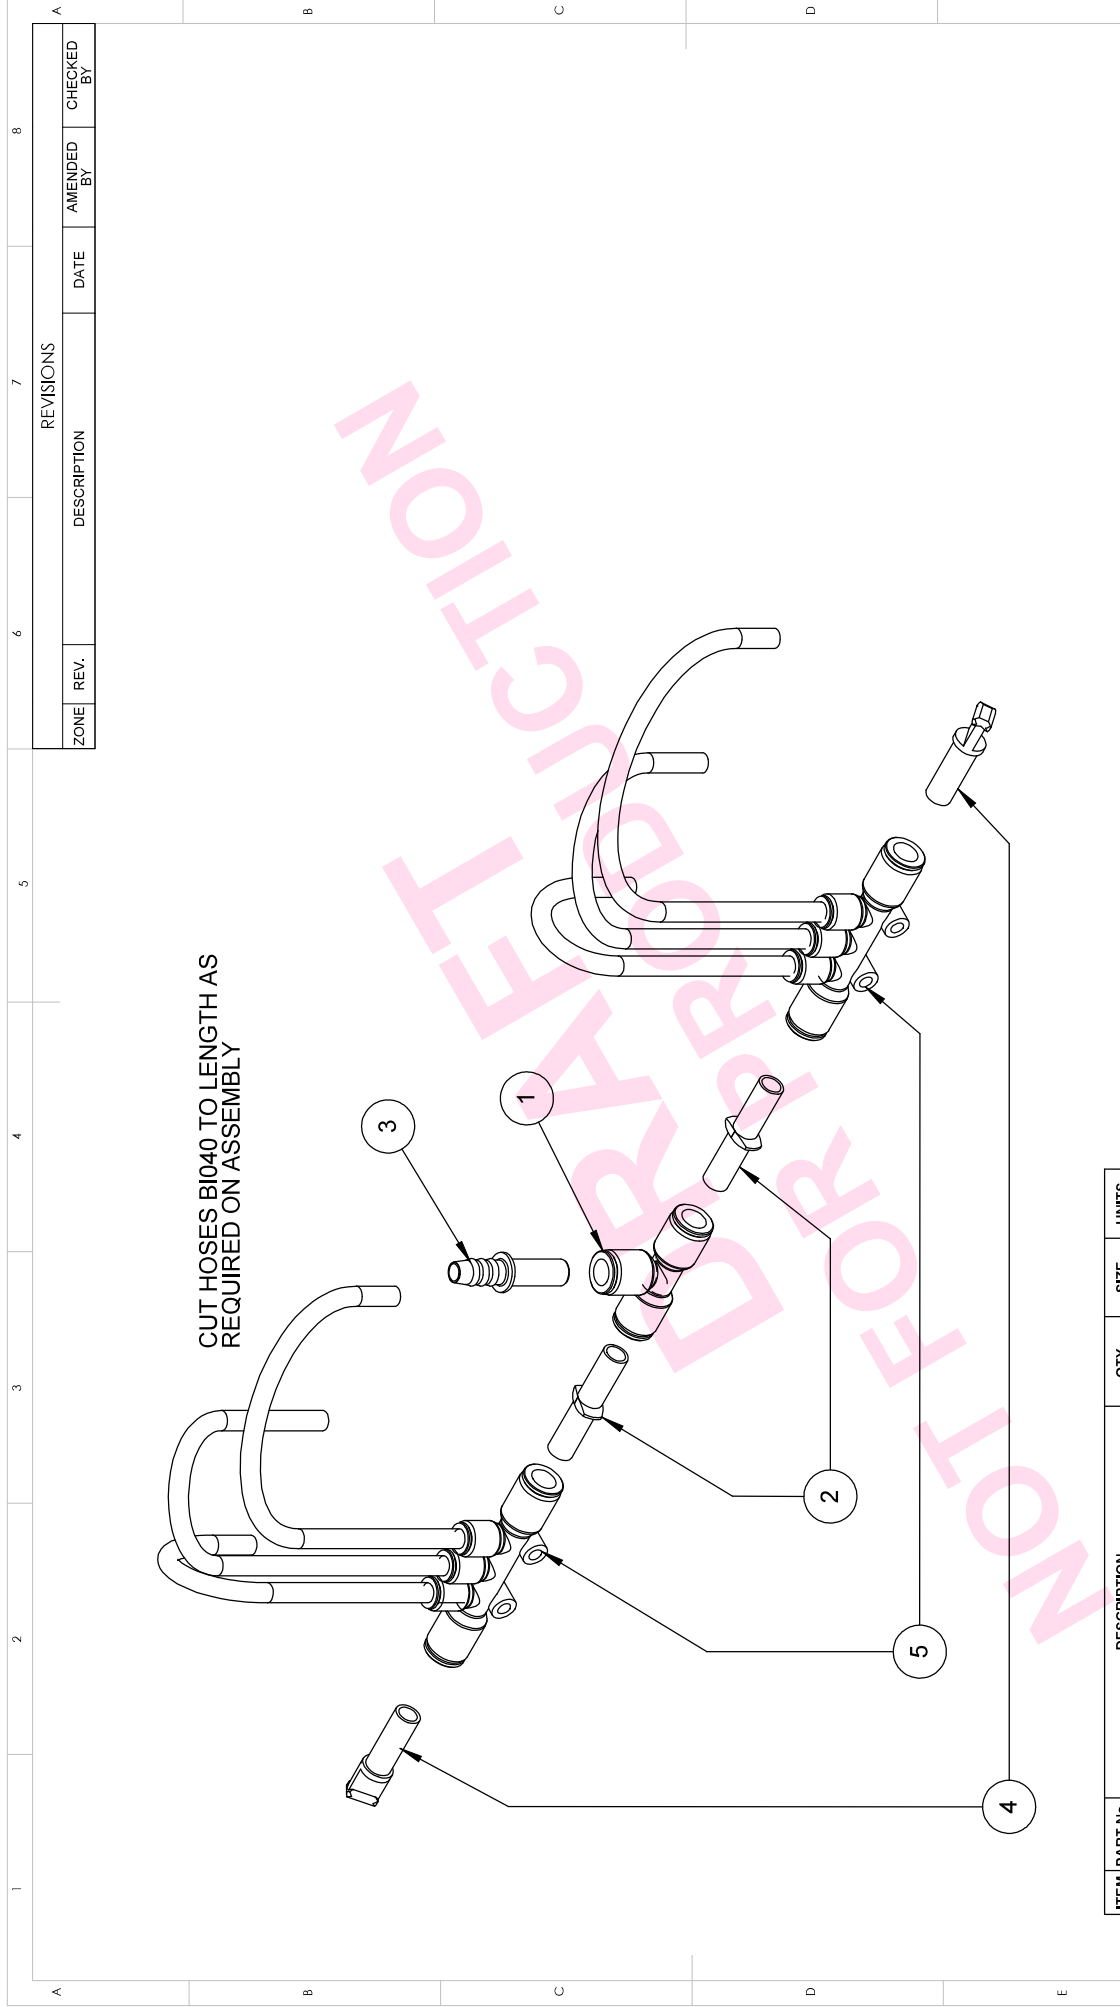 1
2
3
4
5
6
7
8
A
B
C
D
E
A
B
C
D
REVISIONS
ZONE REV. DESCRIPTION DATE AMENDED BY CHECKED BY
CUT HOSES BI040 TO LENGTH AS
REQUIRED ON ASSEMBLY
3
1
2
5
4
DRAFT
NOT FOR PRODUCTION
ITEM PART No. DESCRIPTION QTY SIZE UNITS